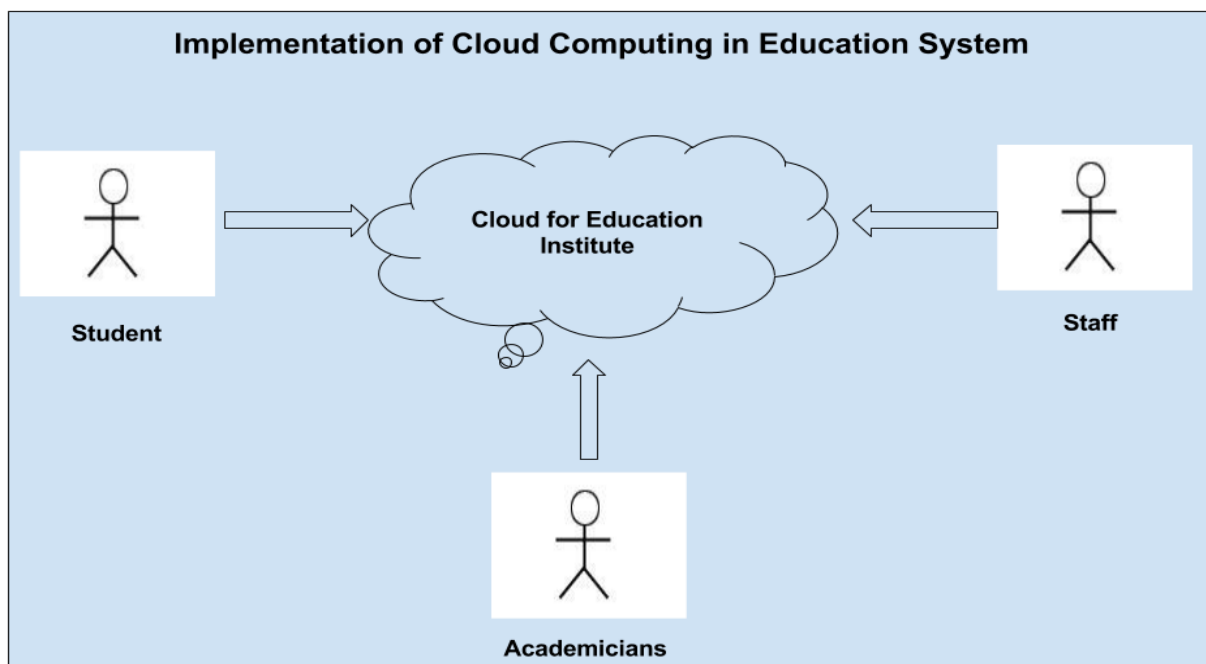 Implementation of Cloud Computing in Education System
Cloud for Education
Institute
Student
Staff
Academicians